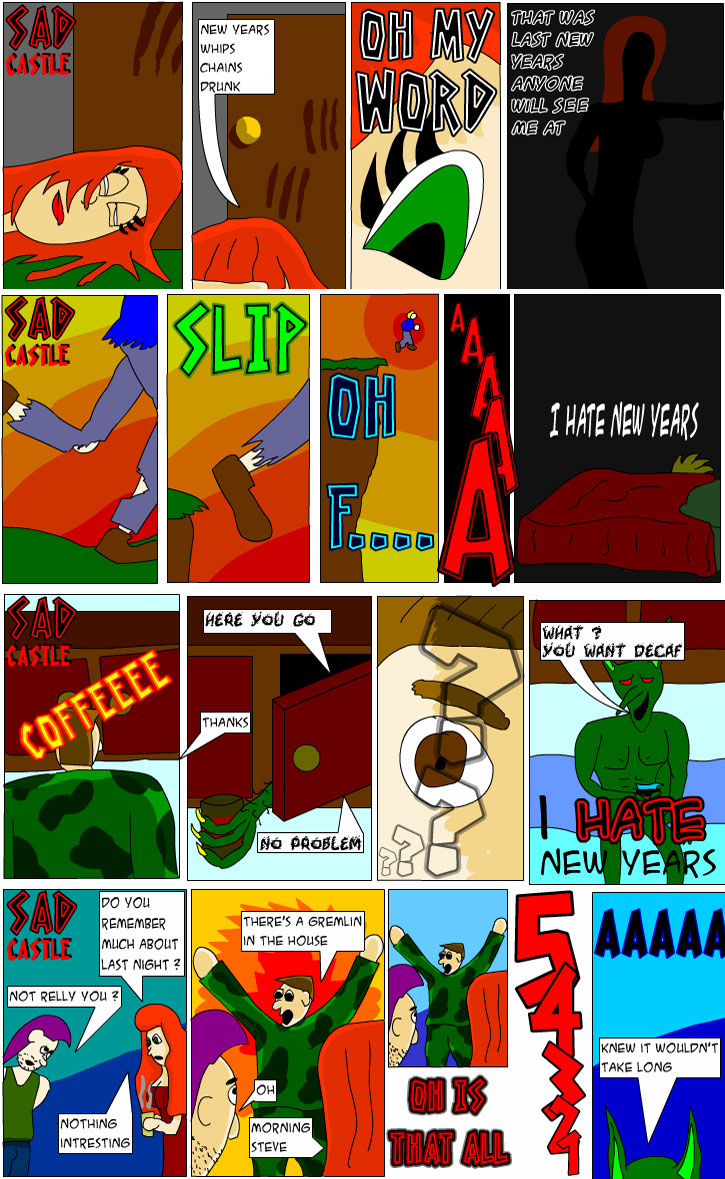 SAD
CASTLE
NEW YEARS
WHIPS
CHAINS
DRUNK
OH MY
WORD
THAT WAS
LAST NEW
YEARS
ANYONE
WILL SEE
ME AT
SAD
CASTLE
SLIP
OH
F....
A
A
A
A
A
I HATE NEW YEARS
SAD
CASTLE
COFFEEEE
THANKS
HERE YOU GO
NO PROBLEM
????
??
WHAT ?
YOU WANT DECAF
I HATE
NEW YEARS
SAD
CASTLE
DO YOU
REMEMBER
MUCH ABOUT
LAST NIGHT ?
NOT RELLY YOU ?
NOTHING
INTRESTING
THERE'S A GREMLIN
IN THE HOUSE
OH
MORNING
STEVE
OH IS
THAT ALL
5
4
3
2
1
AAAAA
KNEW IT WOULDN'T
TAKE LONG